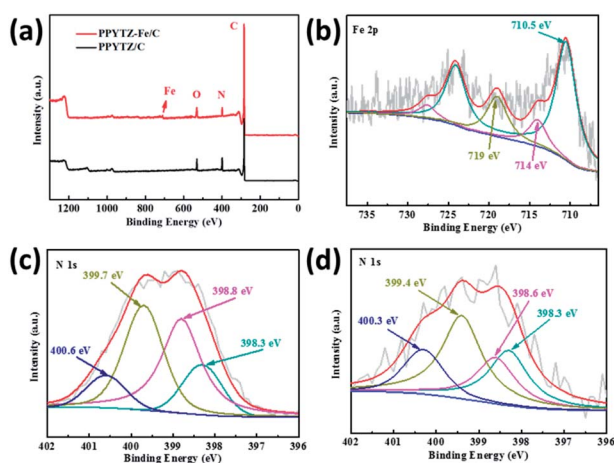 (a)
PPYTZ-Fe/C
PPYTZ/C
C
Fe
O
N
Intensity (a.u.)
1200 1000 800 600 400 200 0
Binding Energy (eV)
(b)
Fe 2p
710.5 eV
719 eV
714 eV
Intensity (a.u.)
735 730 725 720 715 710
Binding Energy (eV)
(c)
N 1s
399.7 eV
398.8 eV
400.6 eV
398.3 eV
Intensity (a.u.)
402 401 400 399 398 397 396
Binding Energy (eV)
(d)
N 1s
399.4 eV
400.3 eV
398.6 eV
398.3 eV
Intensity (a.u.)
402 401 400 399 398 397 396
Binding Energy (eV)